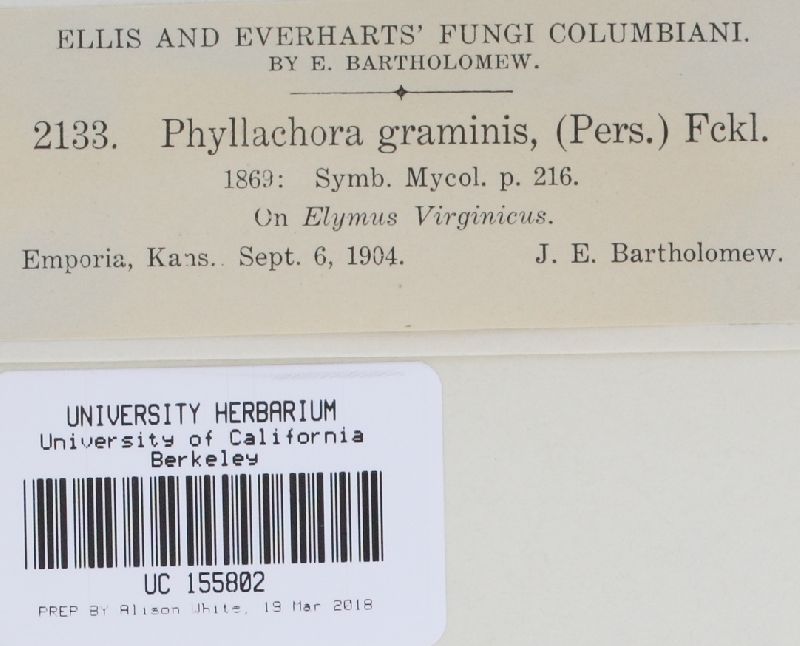 ELLIS AND EVERHARTS' FUNGI COLUMBIANI.
BY E. BARTHOLOMEW.
2133. Phyllachora graminis, (Pers.) Fckl.
1869: Symb. Mycol. p. 216.
On Elymus Virginicus.
Emporia, Kans. Sept. 6, 1904. J. E. Bartholomew.
UNIVERSITY HERBARIUM
University of California
Berkeley
UC 155802
PREP BY Alison White, 19 Mar 2018